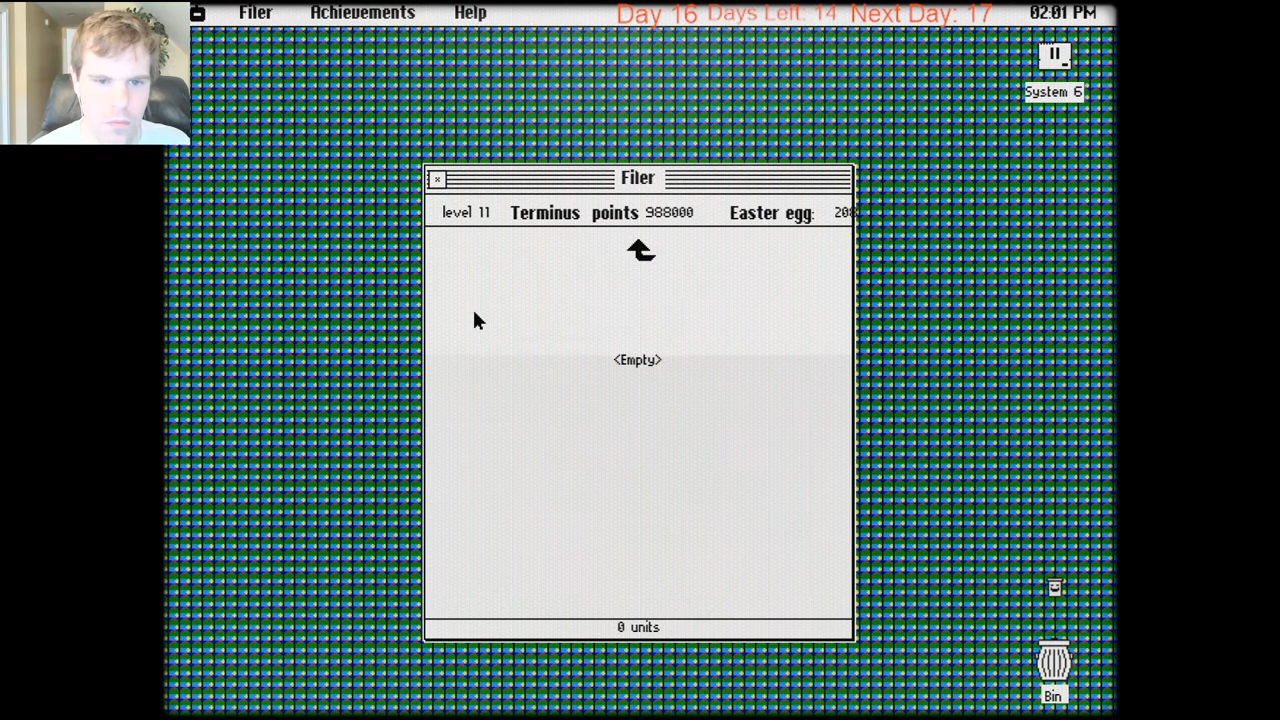 Filer Achievements Help Day 16 Days Left: 14 Next Day: 17 02:01 PM
System 6
Filer
level 11 Terminus points 988000 Easter egg: 208
<Empty>
0 units
Bin